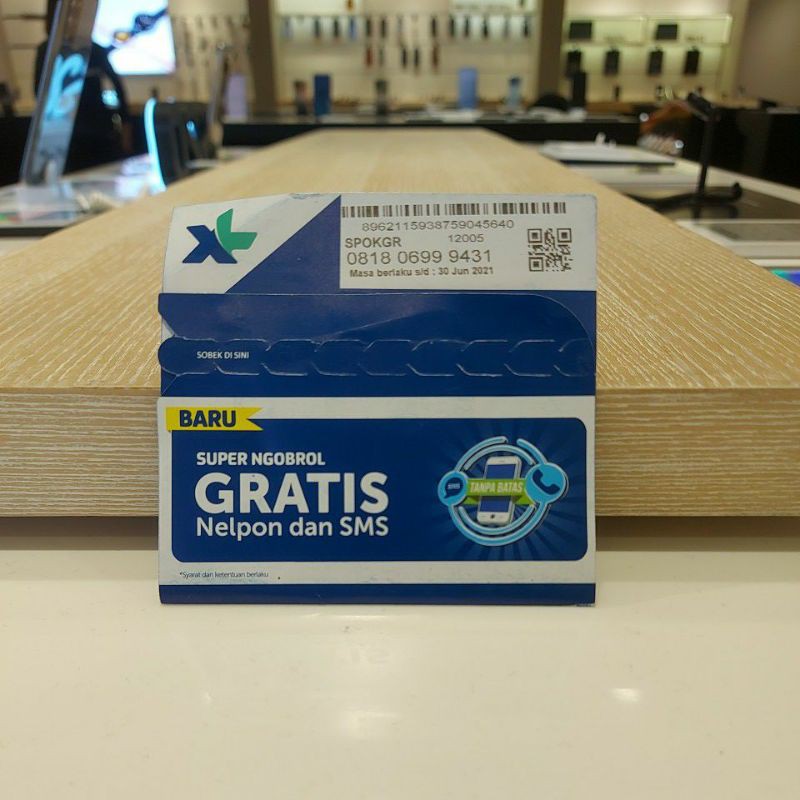 XL
8962115938759045640
SPOKGR 12005
0818 0699 9431
Masa berlaku s/d : 30 Jun 2021
SOBEK DI SINI
BARU
SUPER NGOBROL
GRATIS
Nelpon dan SMS
SMS
TANPA BATAS
*Syarat dan ketentuan berlaku